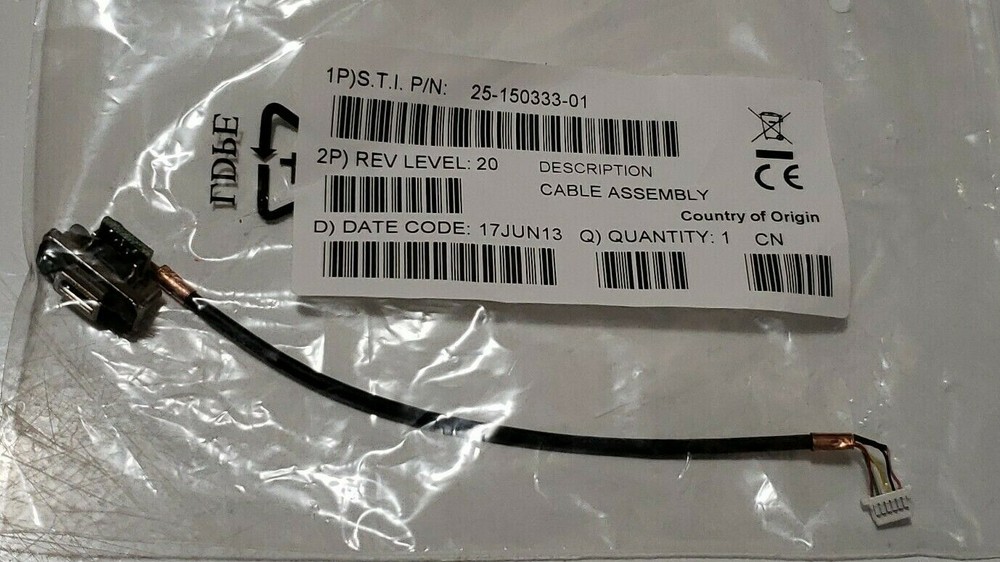 1P)S.T.I. P/N: 25-150333-01
2P) REV LEVEL: 20
DESCRIPTION
CABLE ASSEMBLY
Country of Origin
D) DATE CODE: 17JUN13 Q) QUANTITY: 1 CN
CE
LDPE